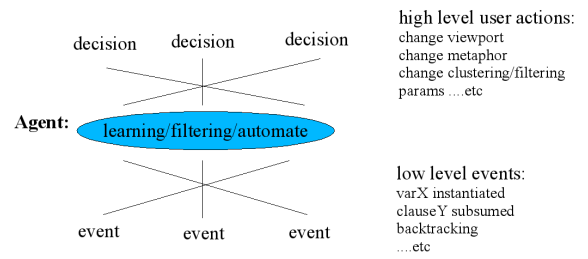 decision
decision
decision
Agent:
learning/filtering/automate
event
event
event
high level user actions:
change viewport
change metaphor
change clustering/filtering
params ....etc
low level events:
varX instantiated
clauseY subsumed
backtracking
....etc